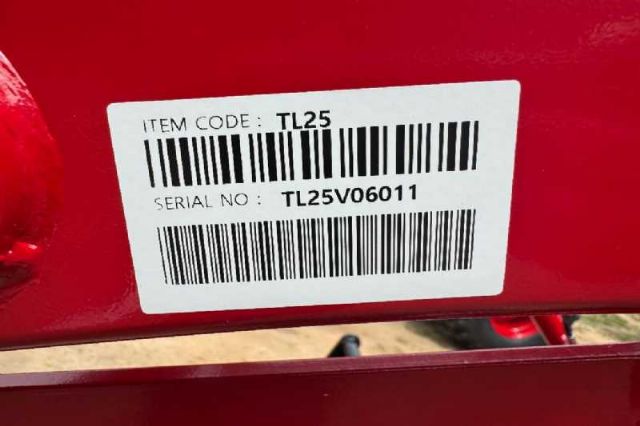 ITEM CODE : TL25
SERIAL NO : TL25V06011